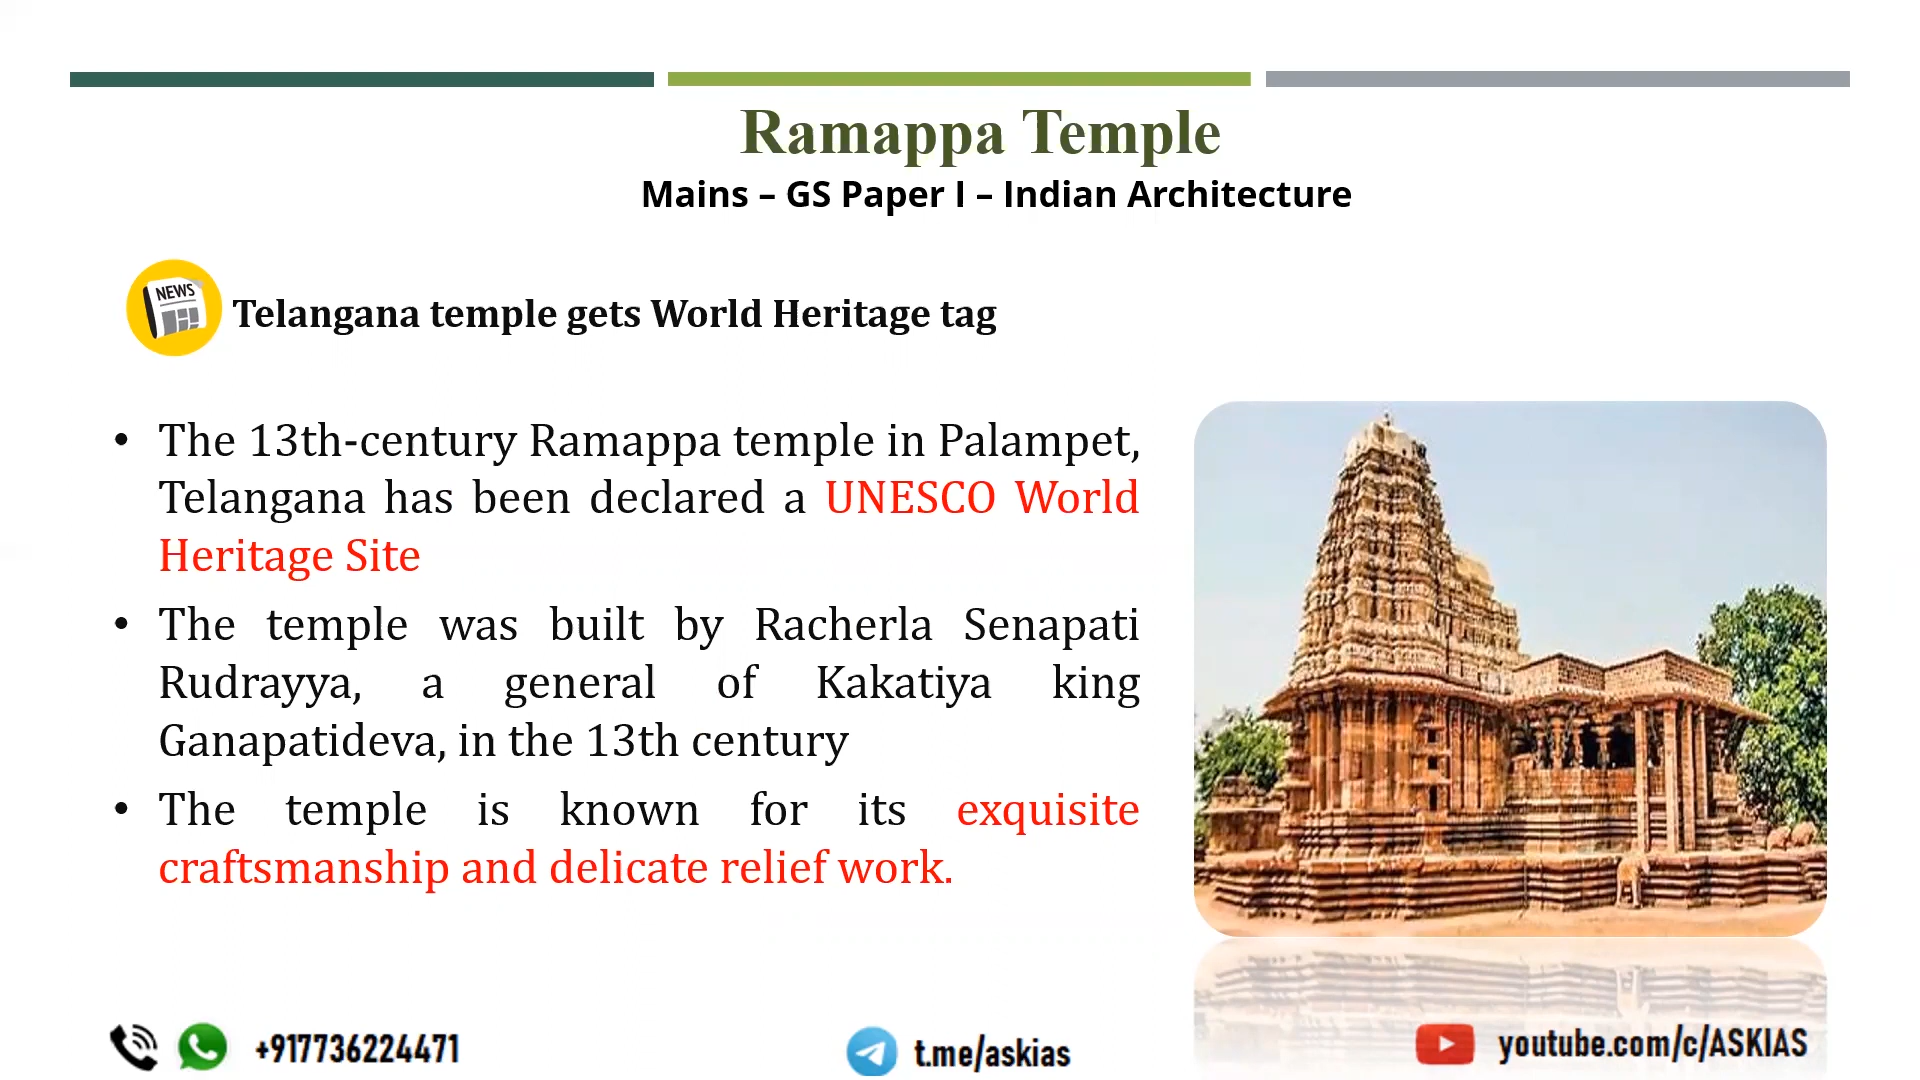 Ramappa Temple
Mains – GS Paper I – Indian Architecture
NEWS
Telangana temple gets World Heritage tag
• The 13th-century Ramappa temple in Palampet,
Telangana has been declared a UNESCO World
Heritage Site
• The temple was built by Racherla Senapati
Rudrayya, a general of Kakatiya king
Ganapatideva, in the 13th century
• The temple is known for its exquisite
craftsmanship and delicate relief work.
+917736224471
t.me/askias
youtube.com/c/ASKIAS